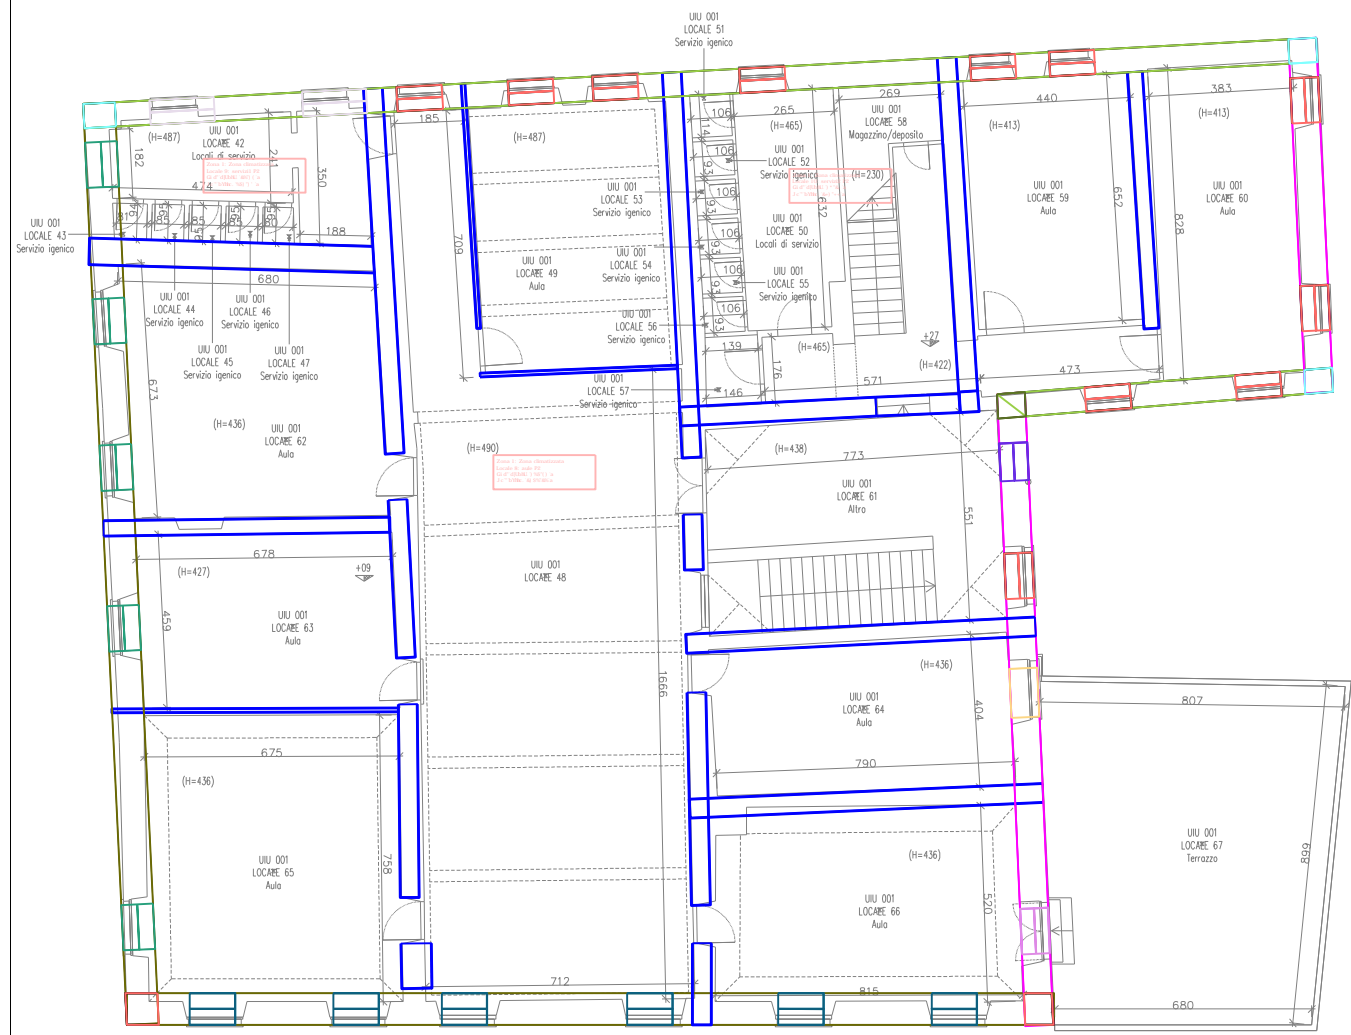 UIU 001
LOCALE 51
Servizio igenico
(H=487)
UIU 001
LOCALE 42
Locali di servizio
182
241
350
474
81
85
85
80
188
UIU 001
LOCALE 43
Servizio igenico
680
UIU 001
LOCALE 44
Servizio igenico
UIU 001
LOCALE 45
Servizio igenico
UIU 001
LOCALE 46
Servizio igenico
UIU 001
LOCALE 47
Servizio igenico
185
709
(H=487)
UIU 001
LOCALE 49
Aula
UIU 001
LOCALE 53
Servizio igenico
UIU 001
LOCALE 54
Servizio igenico
UIU 001
LOCALE 56
Servizio igenico
UIU 001
LOCALE 57
Servizio igenico
106
265
(H=465)
106
93
UIU 001
LOCALE 52
Servizio igenico
106
93
632
UIU 001
LOCALE 50
Locali di servizio
106
93
UIU 001
LOCALE 55
Servizio igenico
106
93
106
93
139
176
146
(H=465)
571
269
UIU 001
LOCALE 58
Magazzino/deposito
(H=230)
+27
(H=422)
440
(H=413)
UIU 001
LOCALE 59
Aula
652
383
(H=413)
UIU 001
LOCALE 60
Aula
828
473
673
(H=436)
UIU 001
LOCALE 62
Aula
678
(H=427)
+09
459
UIU 001
LOCALE 63
Aula
675
(H=436)
UIU 001
LOCALE 65
Aula
758
(H=490)
UIU 001
LOCALE 48
1666
712
(H=438)
773
UIU 001
LOCALE 61
Altro
551
(H=436)
UIU 001
LOCALE 64
Aula
404
790
(H=436)
UIU 001
LOCALE 66
Aula
520
815
807
UIU 001
LOCALE 67
Terrazzo
680